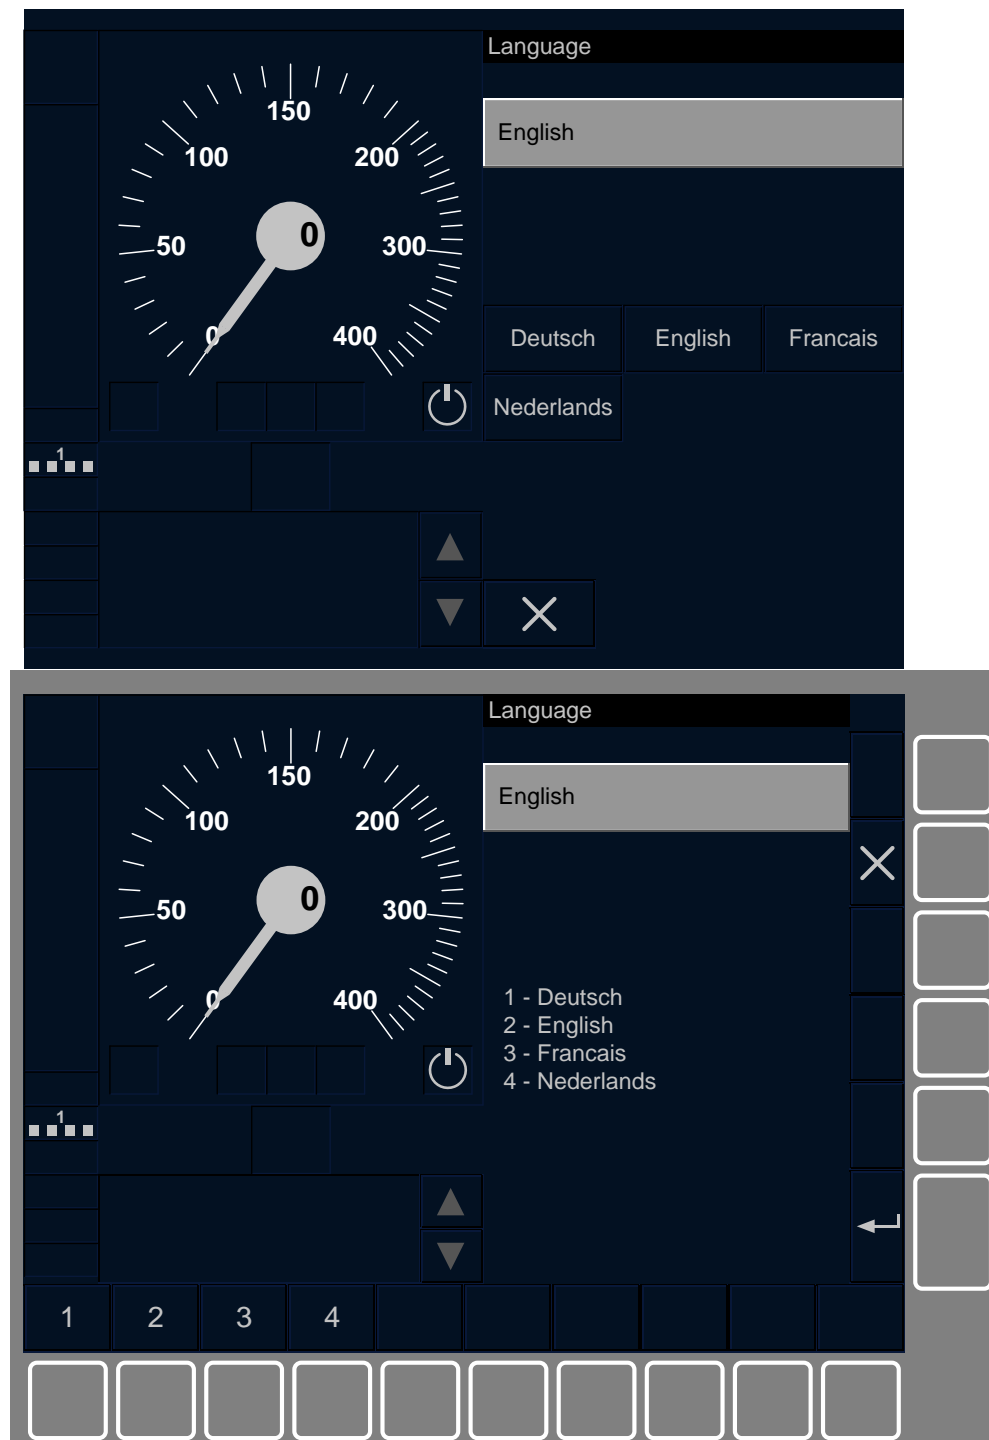 Language
150
English
100
200
0
50
300
0
400
Deutsch
English
Francais
Nederlands
1
Language
150
English
100
200
0
50
300
0
400
1 - Deutsch
2 - English
3 - Francais
4 - Nederlands
1
1
2
3
4